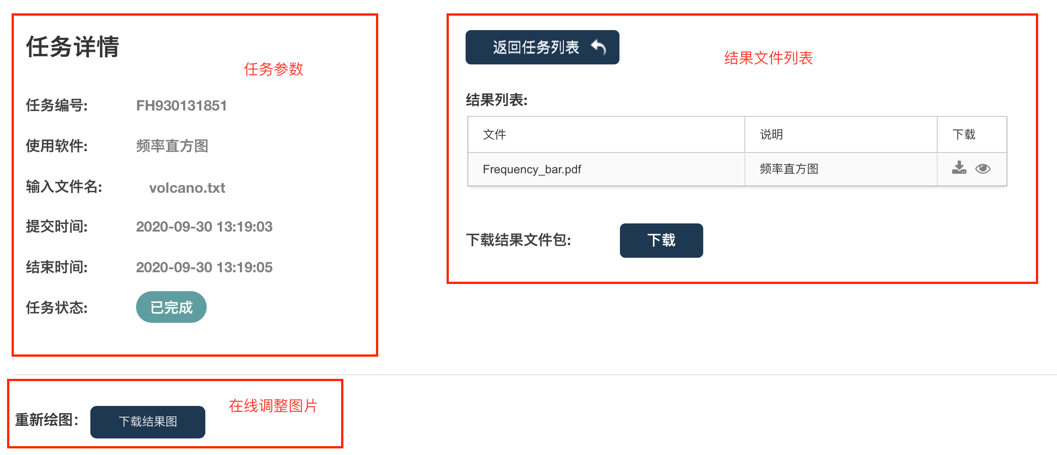 任务详情
任务参数
任务编号: FH930131851
使用软件: 频率直方图
输入文件名: volcano.txt
提交时间: 2020-09-30 13:19:03
结束时间: 2020-09-30 13:19:05
任务状态: 已完成
返回任务列表
结果文件列表
结果列表:
文件 说明 下载
Frequency_bar.pdf 频率直方图
下载结果文件包: 下载
在线调整图片
重新绘图: 下载结果图